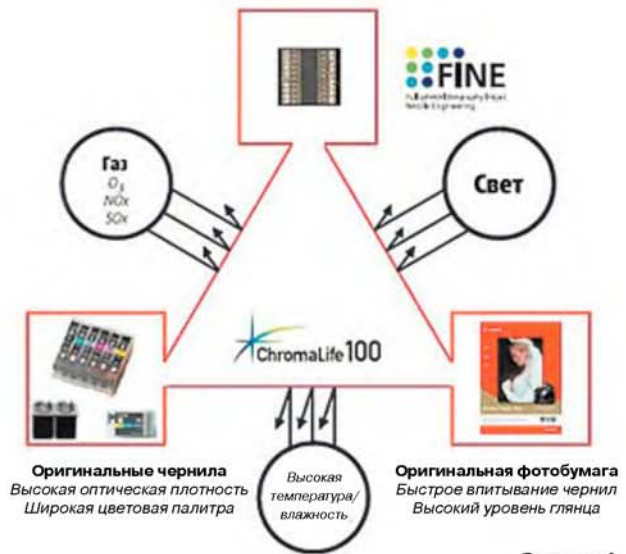 FINE
Газ
O3
NOx
SOx
Свет
ChromaLife100
Оригинальные чернила
Высокая оптическая плотность
Широкая цветовая палитра
Высокая
температура/
влажность
Оригинальная фотобумага
Быстрое впитывание чернил
Высокий уровень глянца